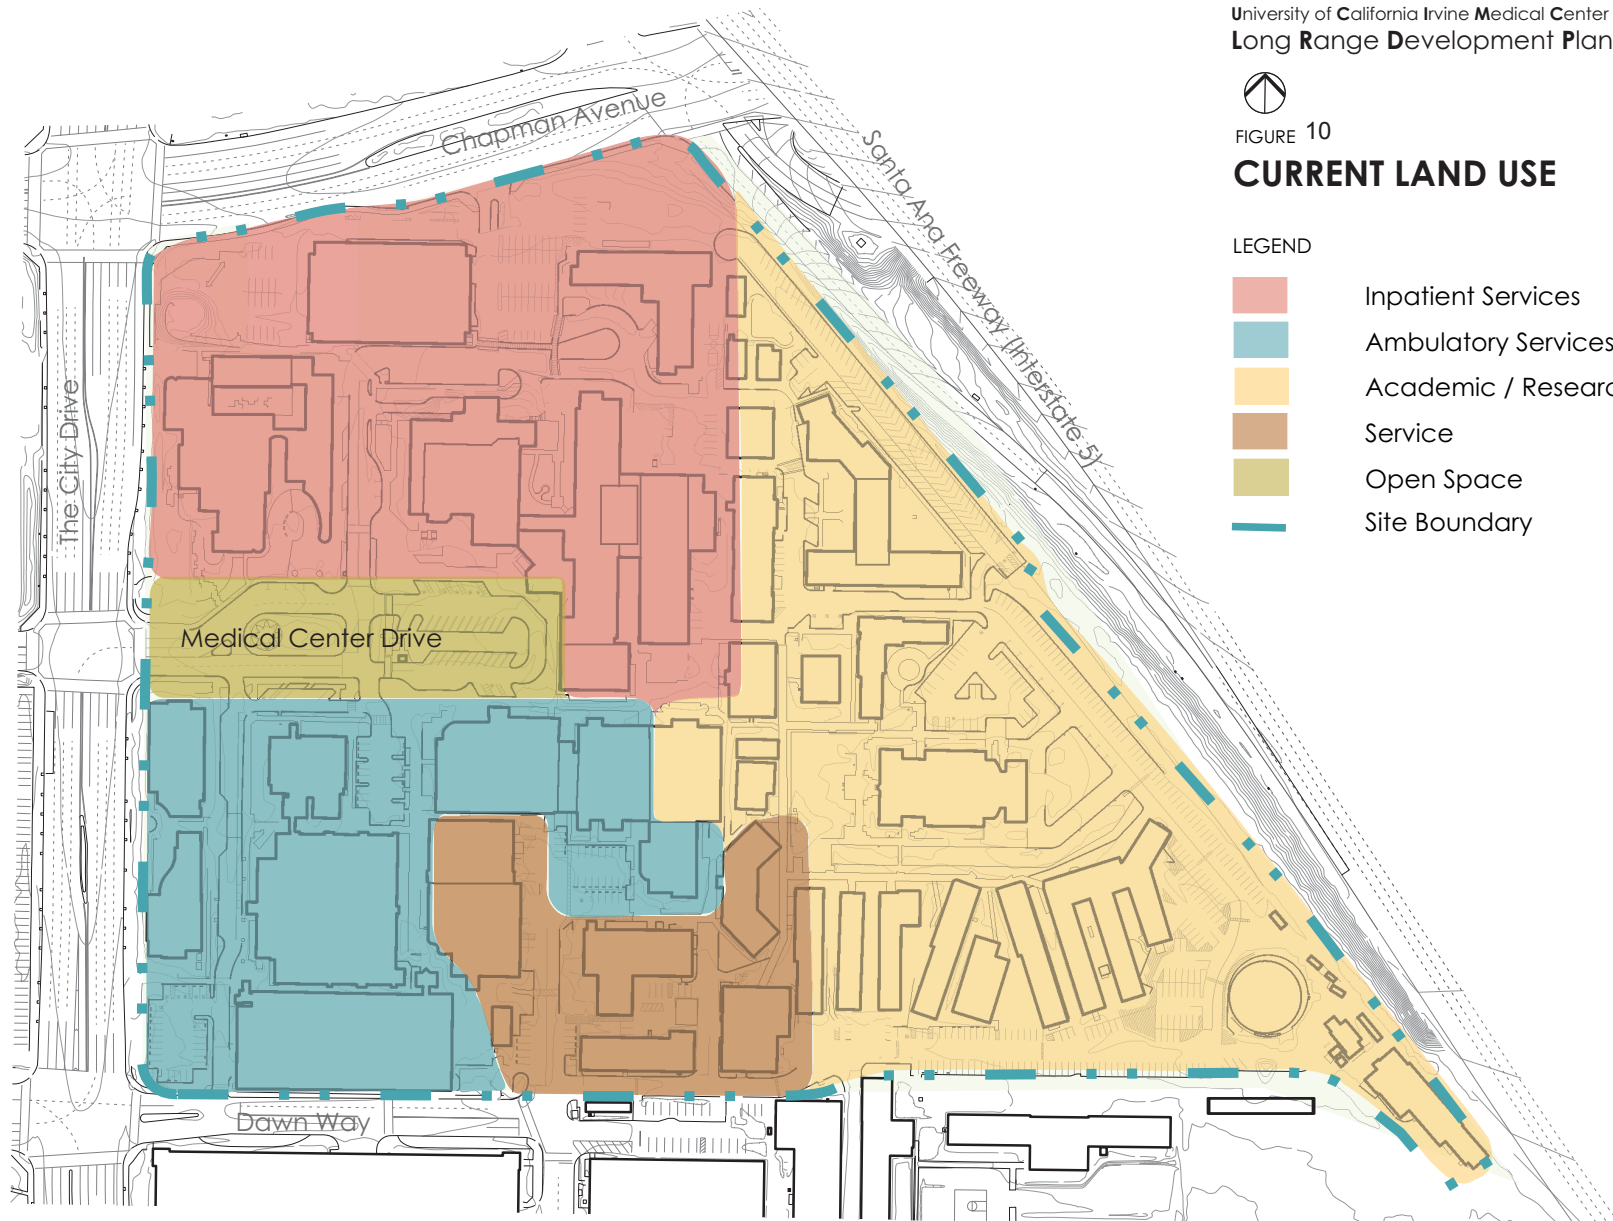 University of California Irvine Medical Center
Long Range Development Plan
FIGURE 10
CURRENT LAND USE
LEGEND
Inpatient Services
Ambulatory Services
Academic / Researc
Service
Open Space
Site Boundary
Chapman Avenue
Santa Ana Freeway (Interstate 5)
The City Drive
Medical Center Drive
Dawn Way